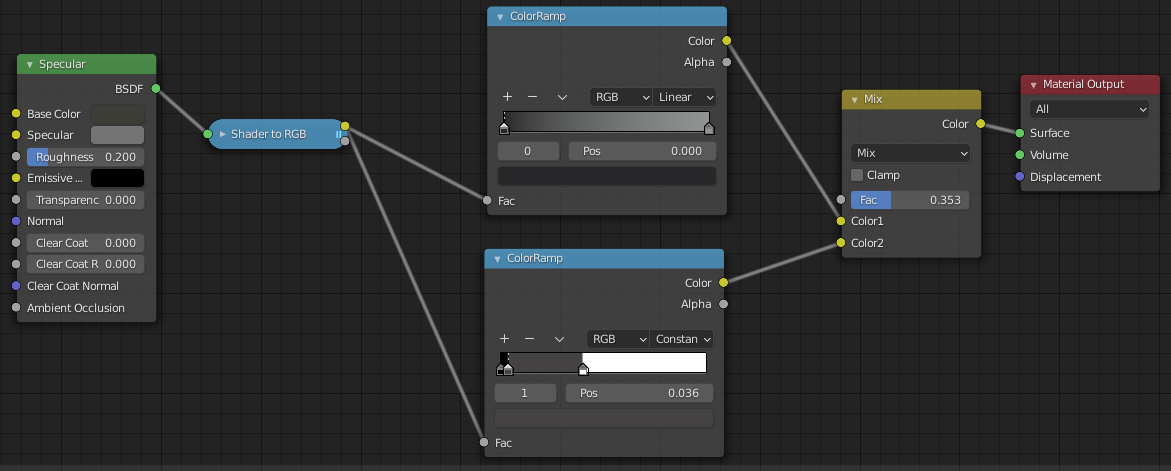 Specular
BSDF
Base Color
Specular
Roughness 0.200
Emissive ...
Transparenc 0.000
Normal
Clear Coat 0.000
Clear Coat R 0.000
Clear Coat Normal
Ambient Occlusion
Shader to RGB
ColorRamp
Color
Alpha
RGB Linear
0 Pos 0.000
Fac
ColorRamp
Color
Alpha
RGB Constan
1 Pos 0.036
Fac
Mix
Color
Mix
Clamp
Fac 0.353
Color1
Color2
Material Output
All
Surface
Volume
Displacement